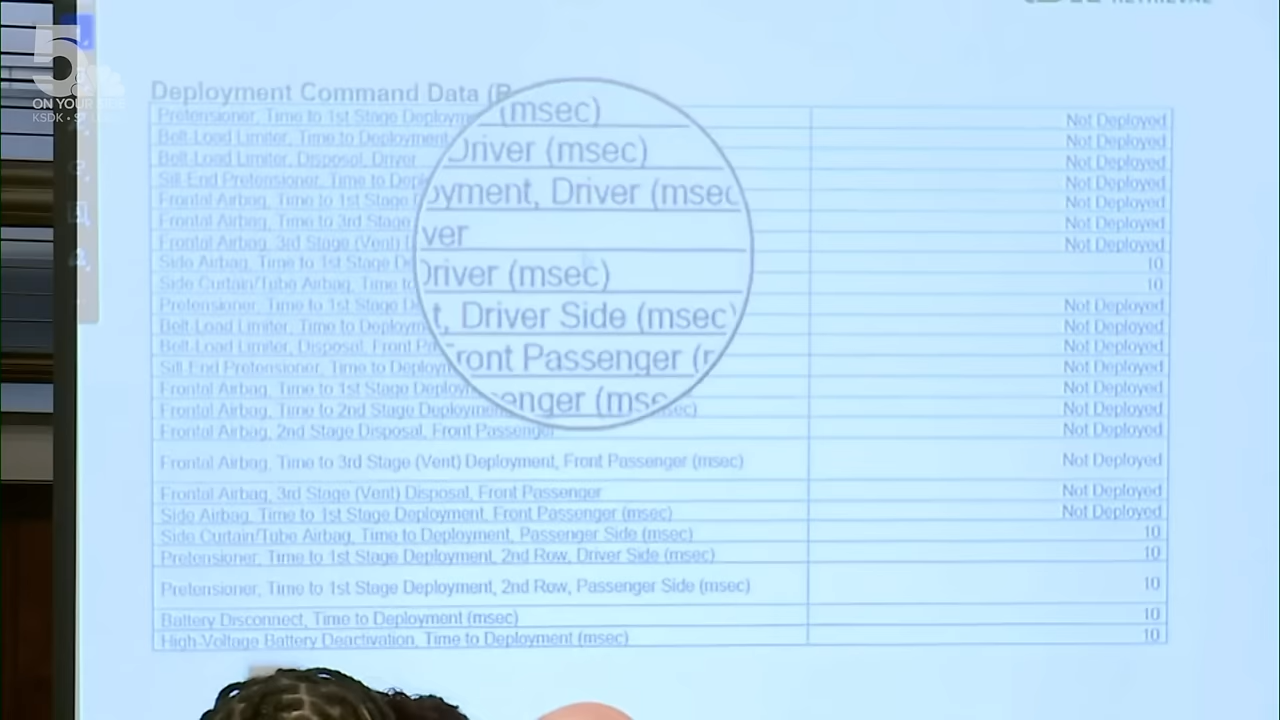 RETRIEVAL
5
ON YOUR SIDE
KSDK
Deployment Command Data (
Pretensioner, Time to 1st Stage Deployme Not Deployed
Belt-Load Limiter, Time to Deployment Not Deployed
Belt-Load Limiter, Disposal, Driver Not Deployed
Sill End Pretensioner, Time to Depl Not Deployed
Frontal Airbag, Time to 1st Stage Not Deployed
Frontal Airbag, Time to 3rd Stage Not Deployed
Frontal Airbag, 3rd Stage (Vent) Not Deployed
Side Airbag, Time to 1st Stage De 10
Side Curtain/Tube Airbag, Time to 10
Pretensioner, Time to 1st Stage Not Deployed
Belt-Load Limiter, Time to Deploym Not Deployed
Belt-Load Limiter, Disposal, Front Not Deployed
Sill End Pretensioner, Time to Deploym Not Deployed
Frontal Airbag, Time to 1st Stage Deploy Not Deployed
Frontal Airbag, Time to 2nd Stage Deployment sec) Not Deployed
Frontal Airbag, 2nd Stage Disposal, Front Passenger Not Deployed
(msec)
Driver (msec)
oyment, Driver (msec
ver
Driver (msec)
t, Driver Side (msec)
Front Passenger (
enger (msec
Frontal Airbag, Time to 3rd Stage (Vent) Deployment, Front Passenger (msec) Not Deployed
Frontal Airbag, 3rd Stage (Vent) Disposal, Front Passenger Not Deployed
Side Airbag, Time to 1st Stage Deployment, Front Passenger (msec) Not Deployed
Side Curtain/Tube Airbag, Time to Deployment, Passenger Side (msec) 10
Pretensioner, Time to 1st Stage Deployment, 2nd Row, Driver Side (msec) 10
Pretensioner, Time to 1st Stage Deployment, 2nd Row, Passenger Side (msec) 10
Battery Disconnect, Time to Deployment (msec) 10
High-Voltage Battery Deactivation, Time to Deployment (msec) 10